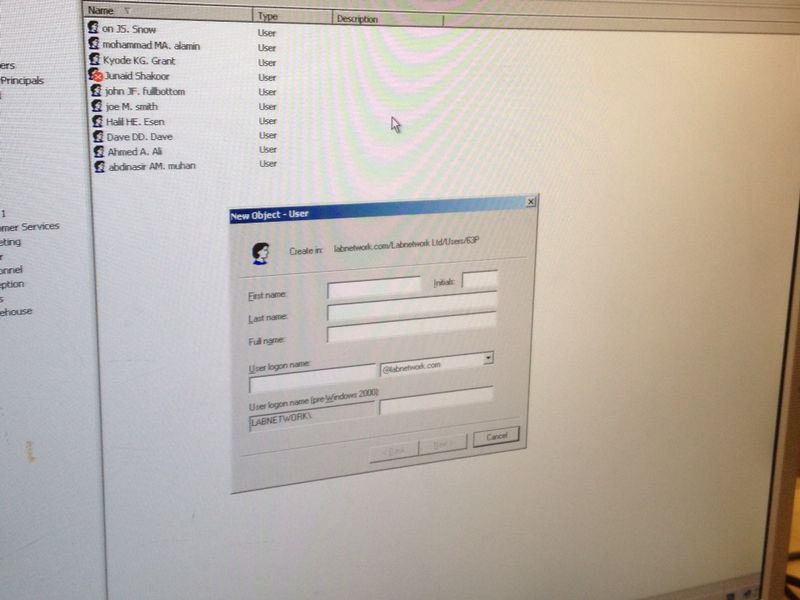 Name Type Description
on JS. Snow User
mohammad MA. alamin User
Kyode KG. Grant User
Junaid Shakoor User
john JF. fullbottom User
joe M. smith User
Halil HE. Esen User
Dave DD. Dave User
Ahmed A. Ali User
abdinasir AM. muhan User
ers
Principals
1
mer Services
eting
r
onnel
eption
s
ehouse
New Object - User
Create in: labnetwork.com/Labnetwork Ltd/Users/63P
First name: Initials:
Last name:
Full name:
User logon name:
@labnetwork.com
User logon name (pre-Windows 2000):
LABNETWORK\
< Back Next > Cancel